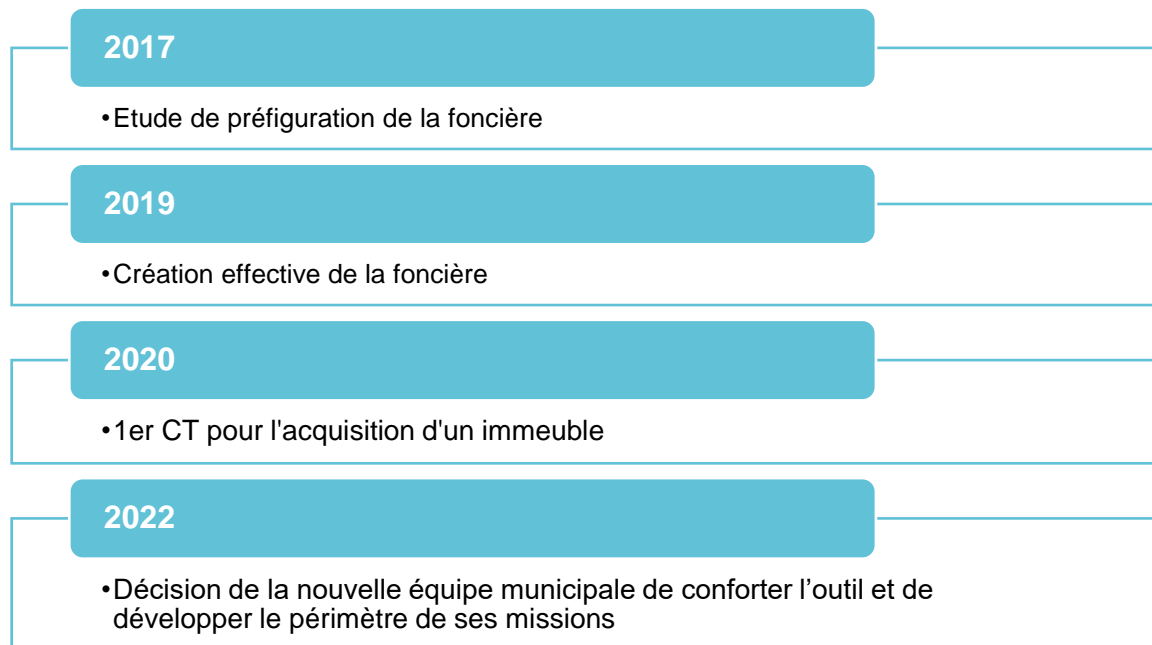 2017
•Etude de préfiguration de la foncière
2019
•Création effective de la foncière
2020
•1er CT pour l'acquisition d'un immeuble
2022
•Décision de la nouvelle équipe municipale de conforter l’outil et de
développer le périmètre de ses missions